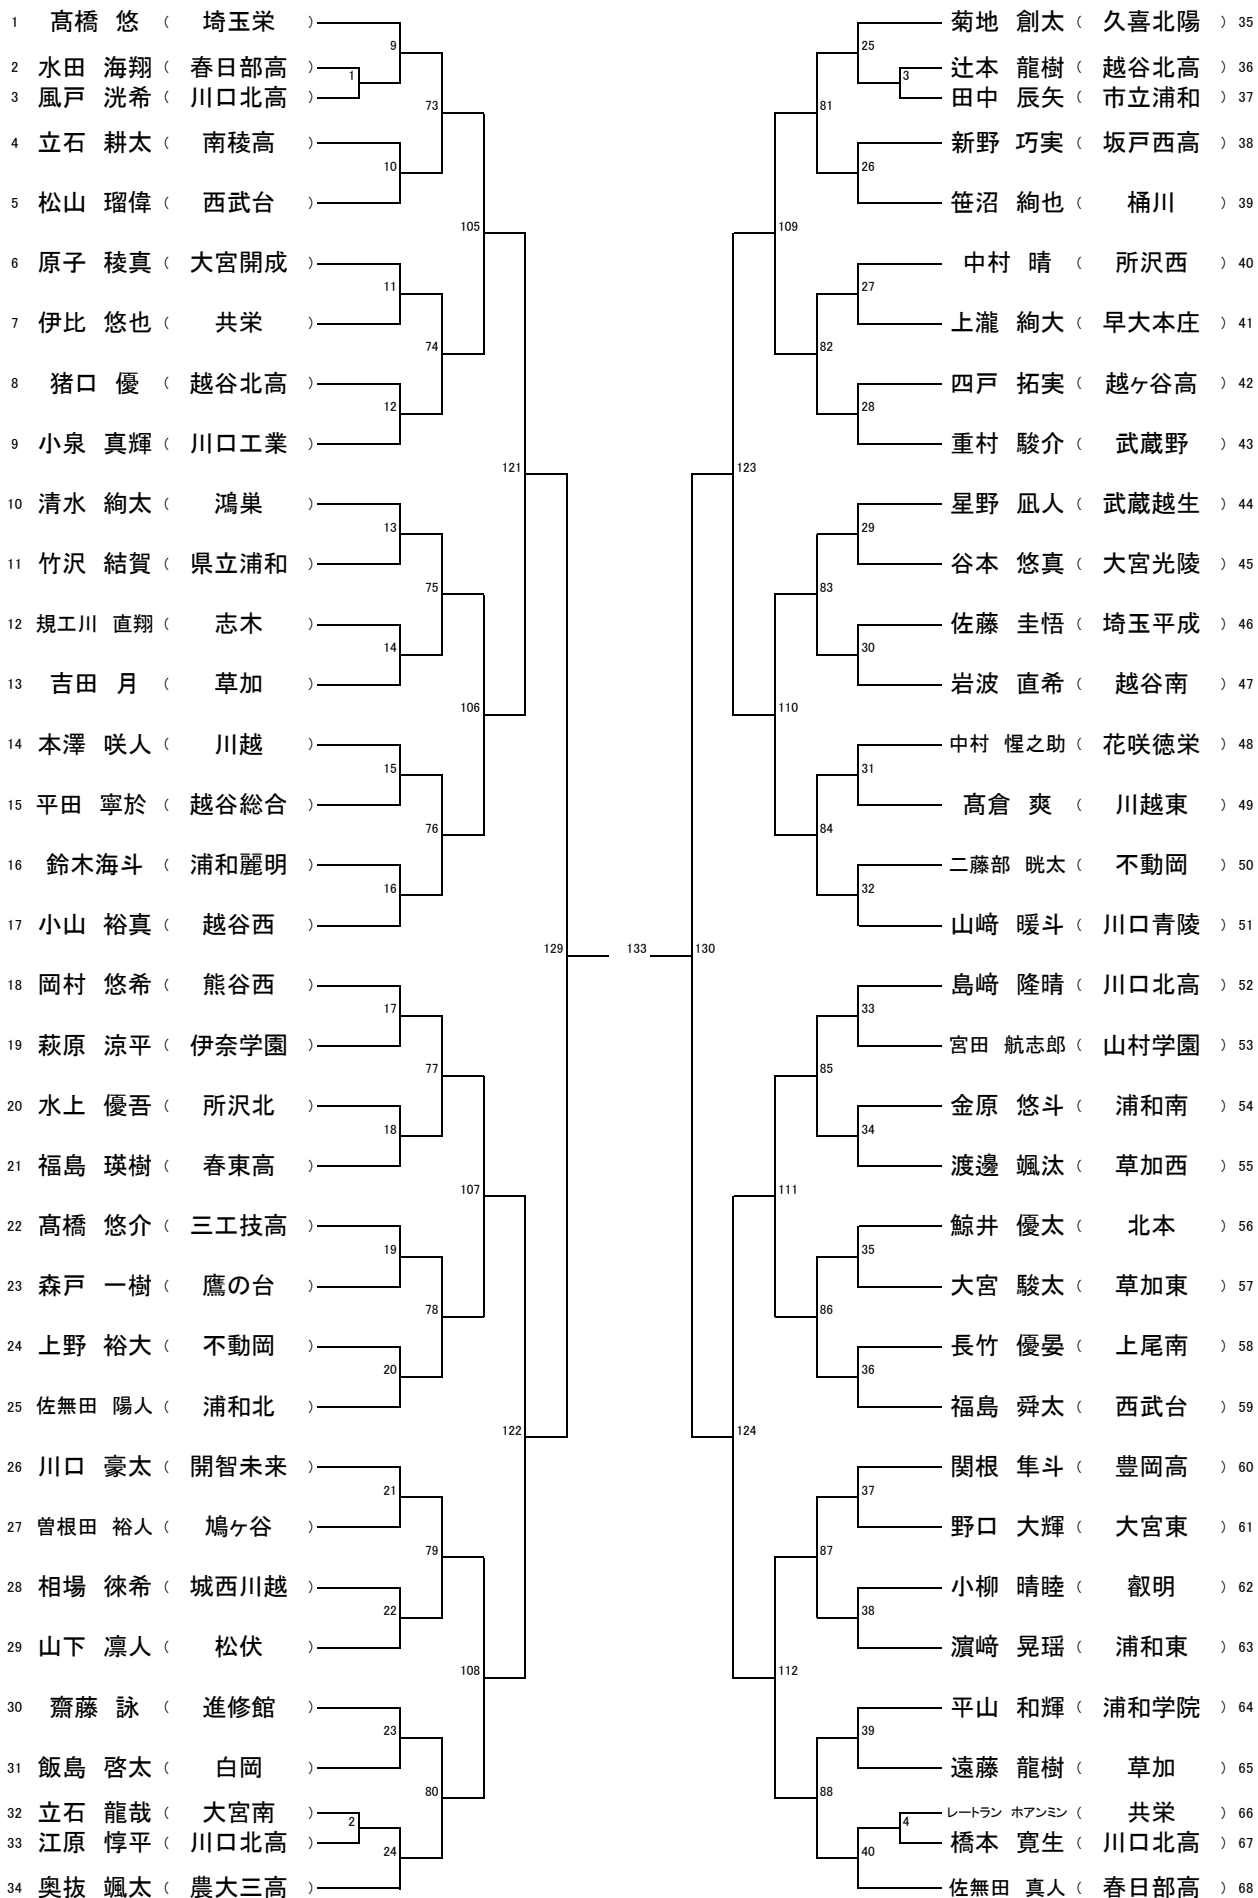 1 髙橋 悠 ( 埼玉栄 )
2 水田 海翔 ( 春日部高 )
3 風戸 洸希 ( 川口北高 )
4 立石 耕太 ( 南稜高 )
5 松山 瑠偉 ( 西武台 )
6 原子 稜真 ( 大宮開成 )
7 伊比 悠也 ( 共栄 )
8 猪口 優 ( 越谷北高 )
9 小泉 真輝 ( 川口工業 )
10 清水 絢太 ( 鴻巣 )
11 竹沢 結賀 ( 県立浦和 )
12 規工川 直翔 ( 志木 )
13 吉田 月 ( 草加 )
14 本澤 咲人 ( 川越 )
15 平田 寧於 ( 越谷総合 )
16 鈴木海斗 ( 浦和麗明 )
17 小山 裕真 ( 越谷西 )
18 岡村 悠希 ( 熊谷西 )
19 萩原 涼平 ( 伊奈学園 )
20 水上 優吾 ( 所沢北 )
21 福島 瑛樹 ( 春東高 )
22 髙橋 悠介 ( 三工技高 )
23 森戸 一樹 ( 鷹の台 )
24 上野 裕大 ( 不動岡 )
25 佐無田 陽人 ( 浦和北 )
26 川口 豪太 ( 開智未来 )
27 曽根田 裕人 ( 鳩ヶ谷 )
28 相場 徠希 ( 城西川越 )
29 山下 凛人 ( 松伏 )
30 齋藤 詠 ( 進修館 )
31 飯島 啓太 ( 白岡 )
32 立石 龍哉 ( 大宮南 )
33 江原 惇平 ( 川口北高 )
34 奥抜 颯太 ( 農大三高 )
1
2
9
10
11
12
13
14
15
16
17
18
19
20
21
22
23
24
73
74
75
76
77
78
79
80
105
106
107
108
121
122
129
133
130
123
124
109
110
111
112
81
82
83
84
85
86
87
88
25
26
27
28
29
30
31
32
33
34
35
36
37
38
39
40
3
4
菊地 創太 ( 久喜北陽 ) 35
辻本 龍樹 ( 越谷北高 ) 36
田中 辰矢 ( 市立浦和 ) 37
新野 巧実 ( 坂戸西高 ) 38
笹沼 絢也 ( 桶川 ) 39
中村 晴 ( 所沢西 ) 40
上瀧 絢大 ( 早大本庄 ) 41
四戸 拓実 ( 越ヶ谷高 ) 42
重村 駿介 ( 武蔵野 ) 43
星野 凪人 ( 武蔵越生 ) 44
谷本 悠真 ( 大宮光陵 ) 45
佐藤 圭悟 ( 埼玉平成 ) 46
岩波 直希 ( 越谷南 ) 47
中村 惺之助 ( 花咲徳栄 ) 48
髙倉 爽 ( 川越東 ) 49
二藤部 晄太 ( 不動岡 ) 50
山﨑 暖斗 ( 川口青陵 ) 51
島﨑 隆晴 ( 川口北高 ) 52
宮田 航志郎 ( 山村学園 ) 53
金原 悠斗 ( 浦和南 ) 54
渡邊 颯汰 ( 草加西 ) 55
鯨井 優太 ( 北本 ) 56
大宮 駿太 ( 草加東 ) 57
長竹 優晏 ( 上尾南 ) 58
福島 舜太 ( 西武台 ) 59
関根 隼斗 ( 豊岡高 ) 60
野口 大輝 ( 大宮東 ) 61
小柳 晴睦 ( 叡明 ) 62
濵﨑 晃瑶 ( 浦和東 ) 63
平山 和輝 ( 浦和学院 ) 64
遠藤 龍樹 ( 草加 ) 65
レートラン ホアンミン ( 共栄 ) 66
橋本 寛生 ( 川口北高 ) 67
佐無田 真人 ( 春日部高 ) 68